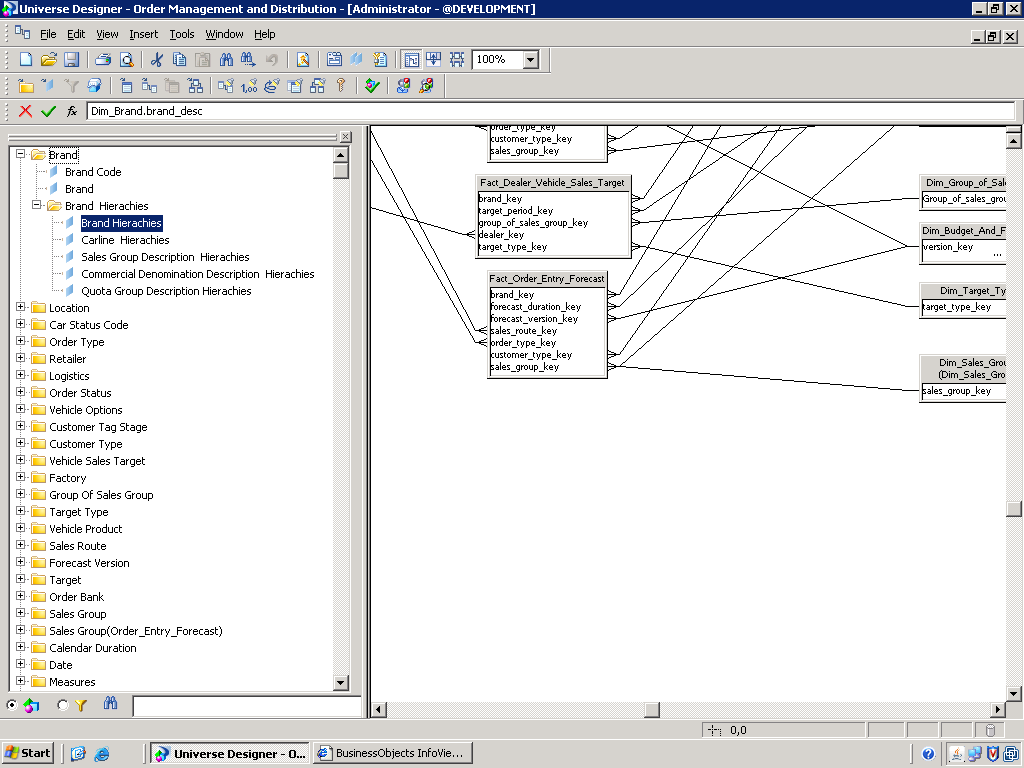 Universe Designer - Order Management and Distribution - [Administrator - @DEVELOPMENT]
File Edit View Insert Tools Window Help
100%
Dim_Brand.brand_desc
Brand
Brand Code
Brand
Brand Hierachies
Brand Hierachies
Carline Hierachies
Sales Group Description Hierachies
Commercial Denomination Description Hierachies
Quota Group Description Hierachies
Location
Car Status Code
Order Type
Retailer
Logistics
Order Status
Vehicle Options
Customer Tag Stage
Customer Type
Vehicle Sales Target
Factory
Group Of Sales Group
Target Type
Vehicle Product
Sales Route
Forecast Version
Target
Order Bank
Sales Group
Sales Group(Order_Entry_Forecast)
Calendar Duration
Date
Measures
order_type_key
customer_type_key
sales_group_key
Fact_Dealer_Vehicle_Sales_Target
brand_key
target_period_key
group_of_sales_group_key
dealer_key
target_type_key
Fact_Order_Entry_Forecast
brand_key
forecast_duration_key
forecast_version_key
sales_route_key
order_type_key
customer_type_key
sales_group_key
Dim_Group_of_Sal
Group_of_sales_grou
Dim_Budget_And_F
version_key
...
Dim_Target_Ty
target_type_key
Dim_Sales_Grou
(Dim_Sales_Gro
sales_group_key
0,0
Start
Universe Designer - O...
BusinessObjects InfoVie...